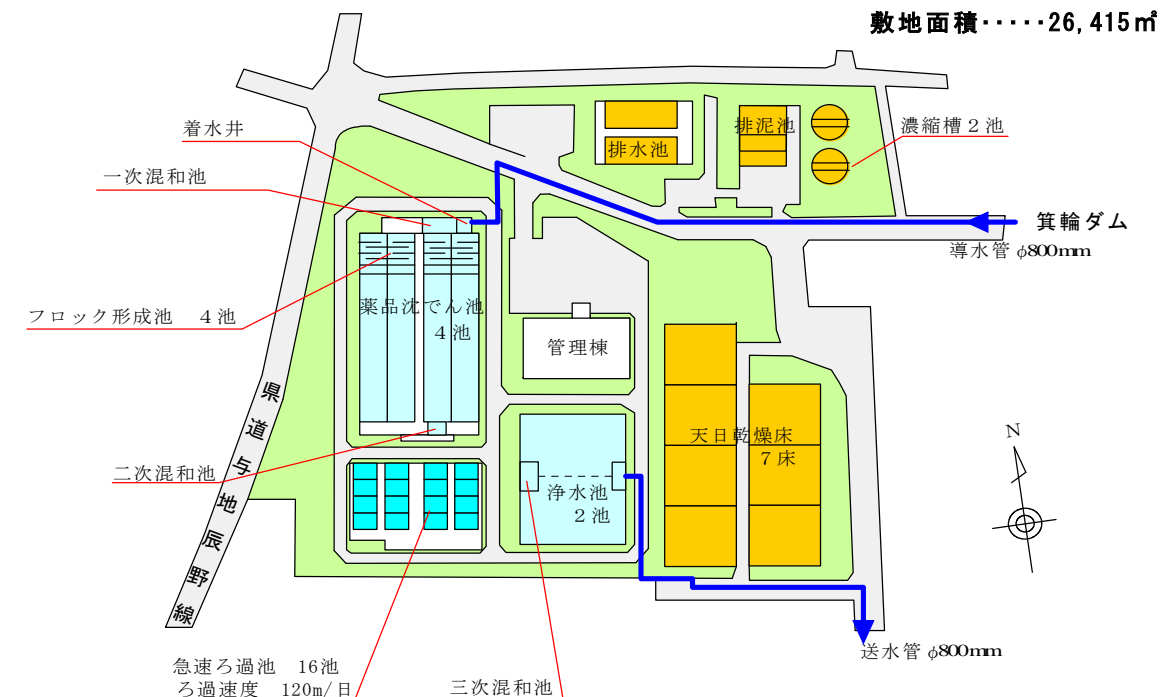 敷地面積・・・・・26,415㎡
着水井
一次混和池
排水池
排泥池
濃縮槽２池
箕輪ダム
導水管 φ800mm
フロック形成池　４池
薬品沈でん池
４池
管理棟
県道与地辰野線
天日乾燥床
７床
N
二次混和池
浄水池
２池
送水管 φ800mm
急速ろ過池　16池
ろ過速度　120m/日
三次混和池